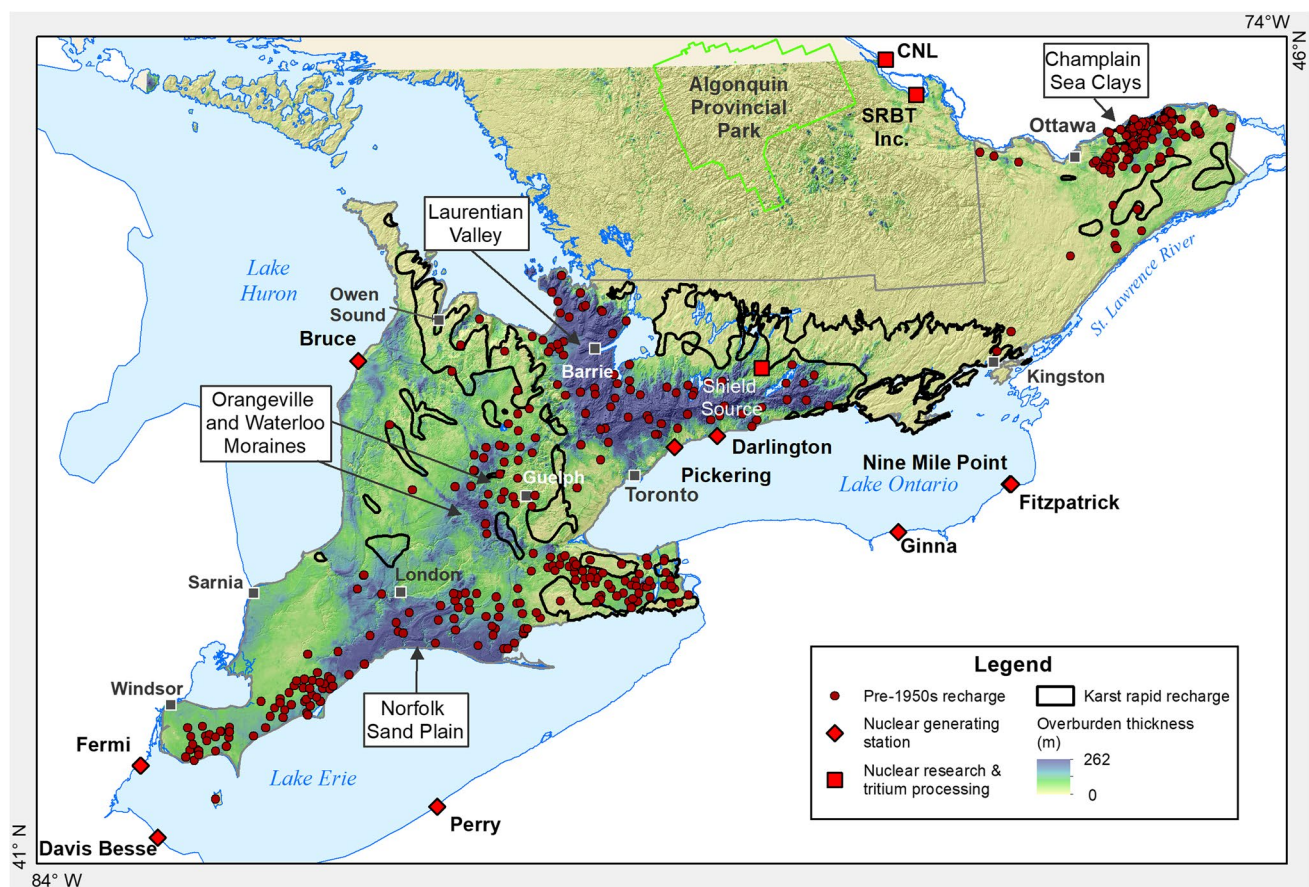 74°W
46°N
CNL
Champlain
Sea Clays
Algonquin
Provincial
Park
SRBT
Inc.
Ottawa
Laurentian
Valley
Lake
Huron
St. Lawrence River
Owen
Sound
Bruce
Barrie
Kingston
Shield
Source
Orangeville
and Waterloo
Moraines
Darlington
Pickering
Nine Mile Point
Lake Ontario
Guelph
Toronto
Fitzpatrick
Ginna
Sarnia
London
Windsor
Norfolk
Sand Plain
Fermi
Lake Erie
Perry
Davis Besse
41° N
84° W
Legend
Pre-1950s recharge
Nuclear generating
station
Nuclear research &
tritium processing
Karst rapid recharge
Overburden thickness
(m)
262
0